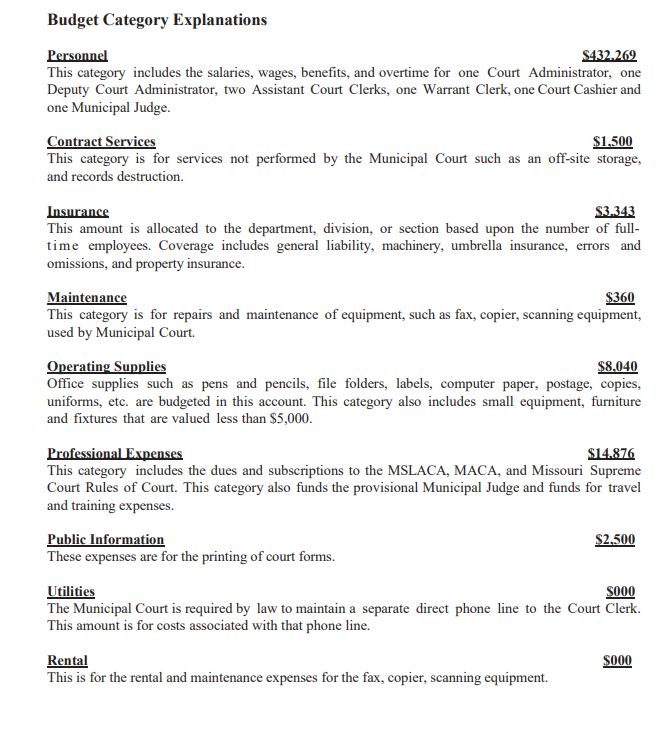 Budget Category Explanations
Personnel $432,269
This category includes the salaries, wages, benefits, and overtime for one Court Administrator, one
Deputy Court Administrator, two Assistant Court Clerks, one Warrant Clerk, one Court Cashier and
one Municipal Judge.
Contract Services $1,500
This category is for services not performed by the Municipal Court such as an off-site storage,
and records destruction.
Insurance $3,343
This amount is allocated to the department, division, or section based upon the number of full-
time employees. Coverage includes general liability, machinery, umbrella insurance, errors and
omissions, and property insurance.
Maintenance $360
This category is for repairs and maintenance of equipment, such as fax, copier, scanning equipment,
used by Municipal Court.
Operating Supplies $8,040
Office supplies such as pens and pencils, file folders, labels, computer paper, postage, copies,
uniforms, etc. are budgeted in this account. This category also includes small equipment, furniture
and fixtures that are valued less than $5,000.
Professional Expenses $14,876
This category includes the dues and subscriptions to the MSLACA, MACA, and Missouri Supreme
Court Rules of Court. This category also funds the provisional Municipal Judge and funds for travel
and training expenses.
Public Information $2,500
These expenses are for the printing of court forms.
Utilities $000
The Municipal Court is required by law to maintain a separate direct phone line to the Court Clerk.
This amount is for costs associated with that phone line.
Rental $000
This is for the rental and maintenance expenses for the fax, copier, scanning equipment.